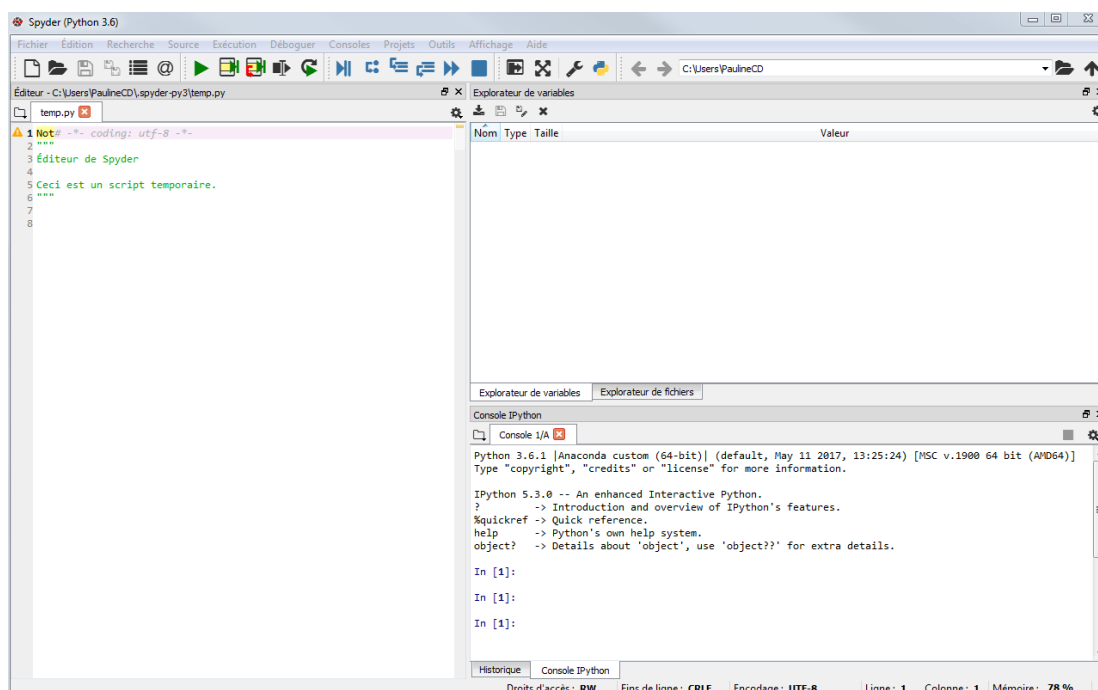 Spyder (Python 3.6)
Fichier Édition Recherche Source Exécution Déboguer Consoles Projets Outils Affichage Aide
C:\Users\PaulineCD
Éditeur - C:\Users\PaulineCD\.spyder-py3\temp.py
temp.py
1 Not# -*- coding: utf-8 -*-
2 """
3 Éditeur de Spyder
4
5 Ceci est un script temporaire.
6 """
7
8
Explorateur de variables
Nom Type Taille Valeur
Explorateur de variables Explorateur de fichiers
Console IPython
Console 1/A
Python 3.6.1 |Anaconda custom (64-bit)| (default, May 11 2017, 13:25:24) [MSC v.1900 64 bit (AMD64)]
Type "copyright", "credits" or "license" for more information.
IPython 5.3.0 -- An enhanced Interactive Python.
? -> Introduction and overview of IPython's features.
%quickref -> Quick reference.
help -> Python's own help system.
object? -> Details about 'object', use 'object??' for extra details.
In [1]:
In [1]:
In [1]:
Historique Console IPython
Droits d'accès : RW Fins de ligne : CRLF Encodage : UTF-8 Ligne : 1 Colonne : 1 Mémoire : 78 %